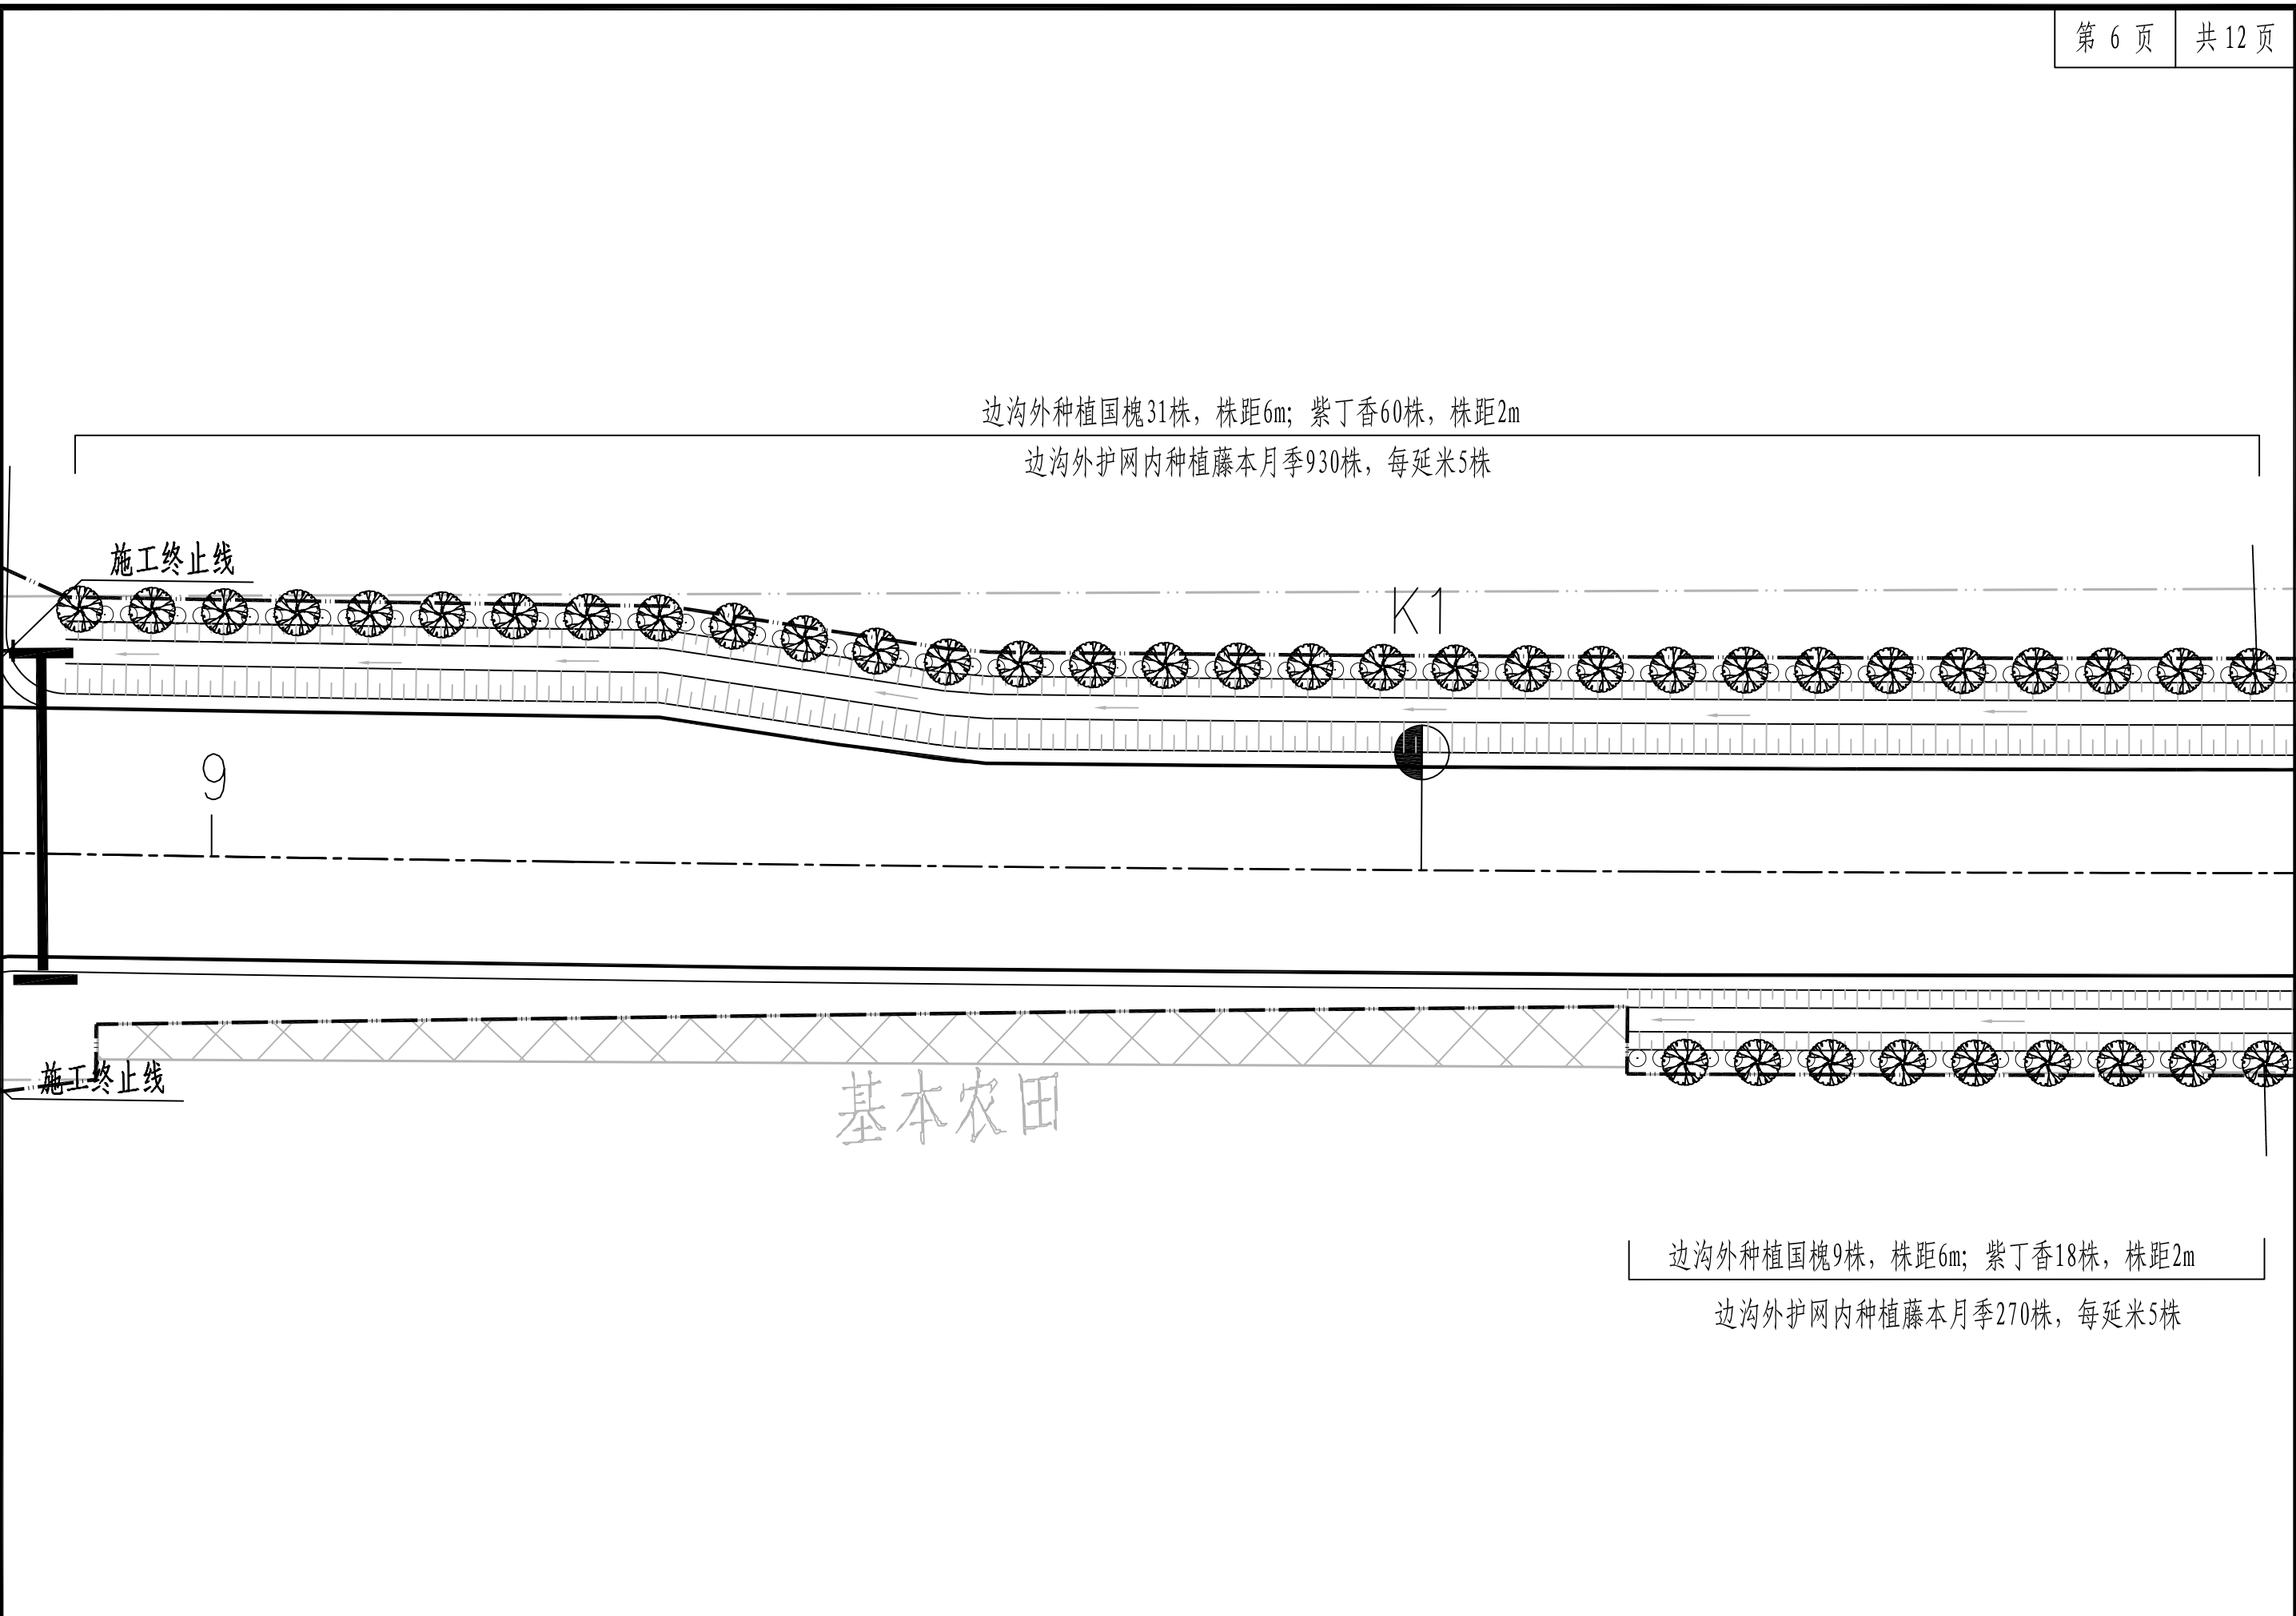 第 6 页 共12页
边沟外种植国槐31株，株距6m；紫丁香60株，株距2m
边沟外护网内种植藤本月季930株，每延米5株
施工终止线
K1
9
施工终止线
基本农田
边沟外种植国槐9株，株距6m；紫丁香18株，株距2m
边沟外护网内种植藤本月季270株，每延米5株